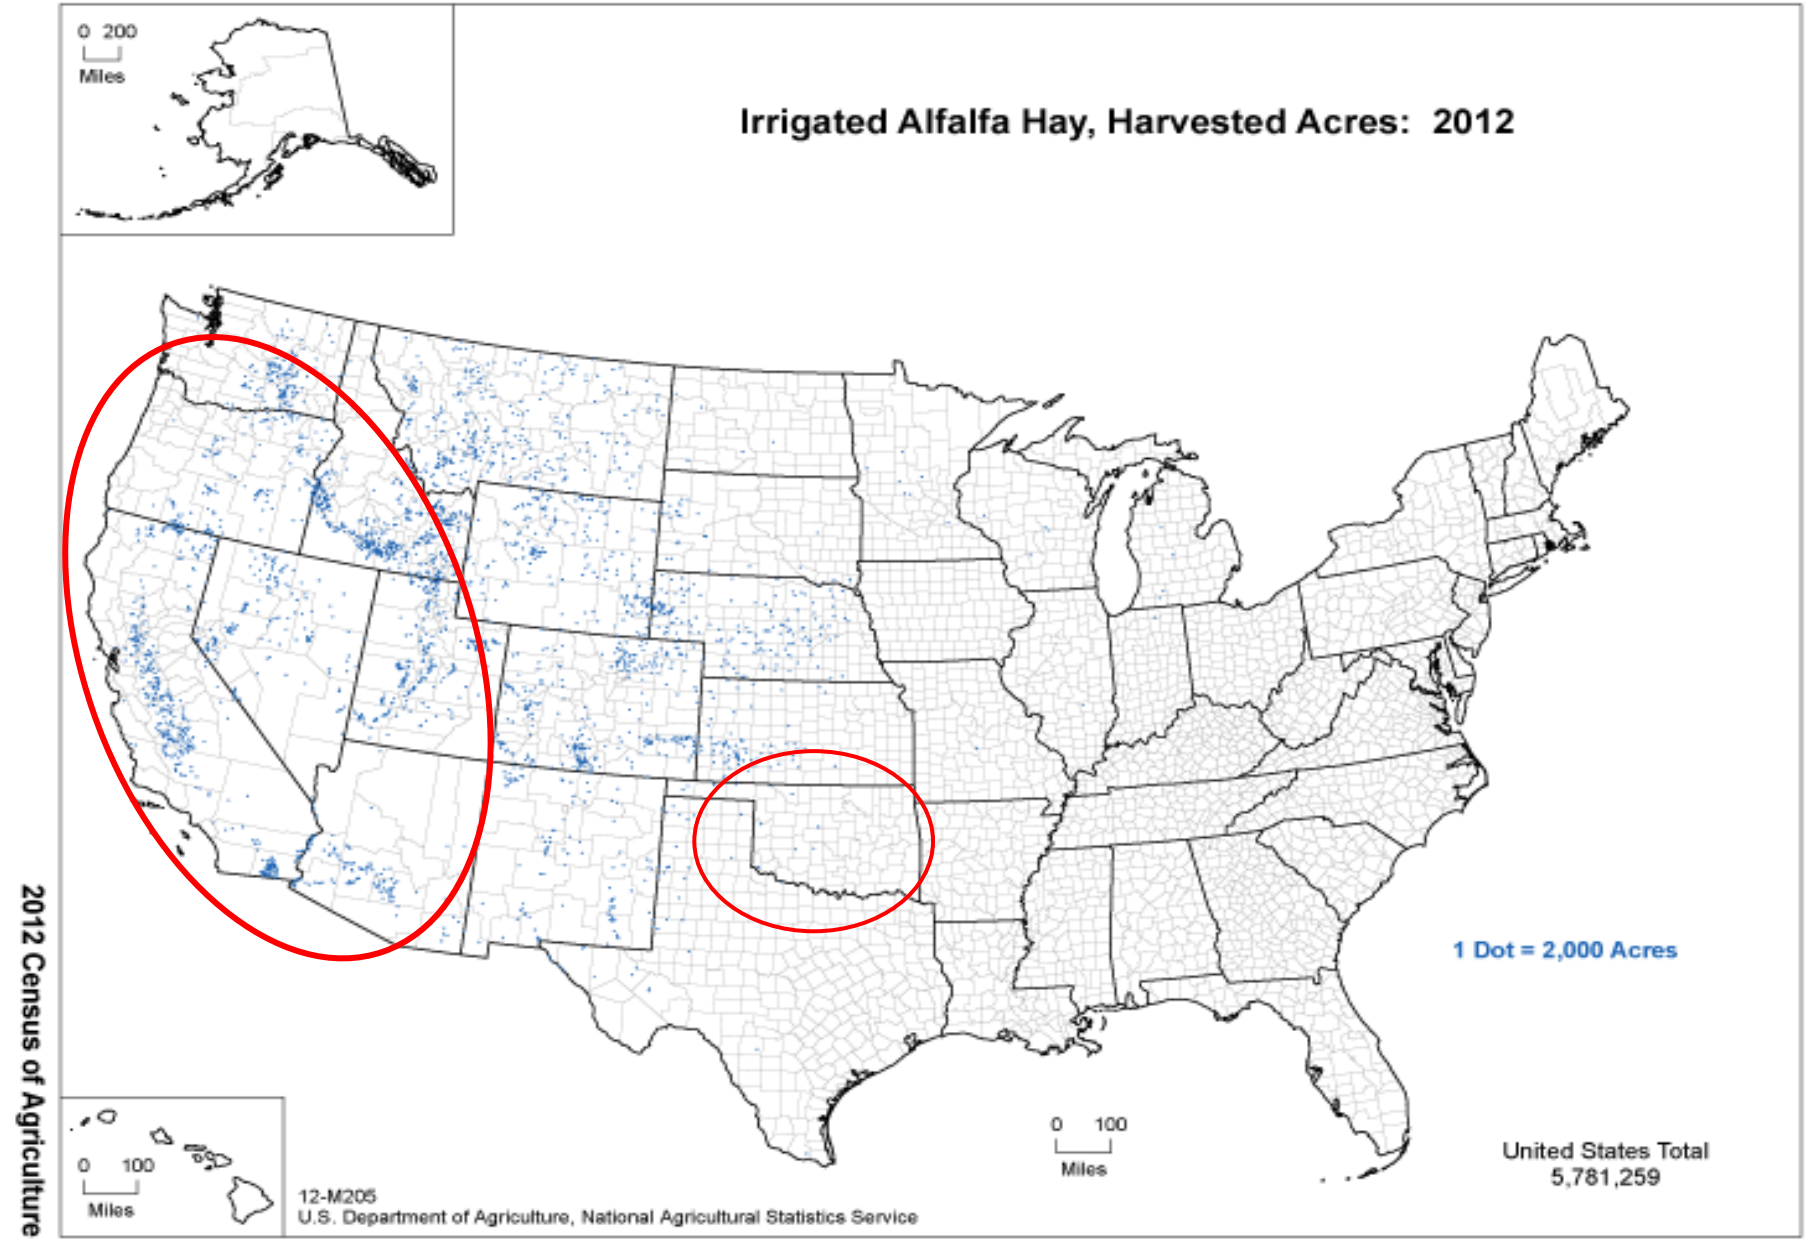 0 200
Miles
Irrigated Alfalfa Hay, Harvested Acres: 2012
1 Dot = 2,000 Acres
0 100
Miles
United States Total
5,781,259
0 100
Miles
12-M205
U.S. Department of Agriculture, National Agricultural Statistics Service
2012 Census of Agriculture